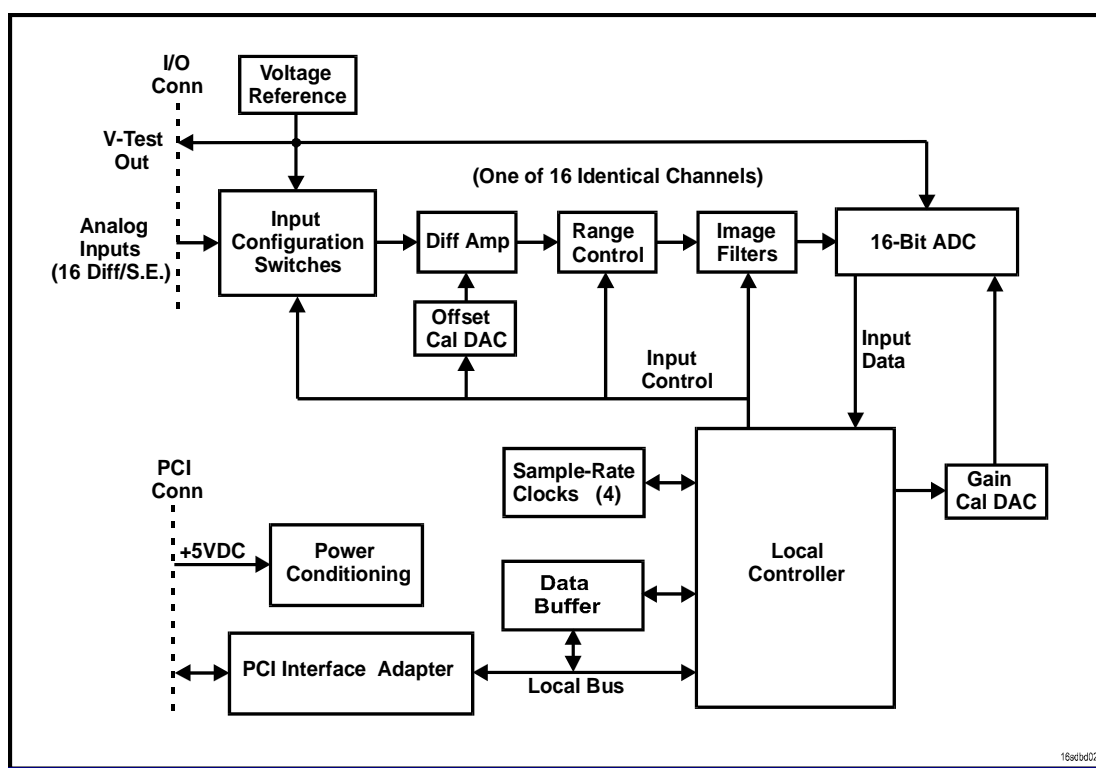 I/O
Conn
Voltage
Reference
V-Test
Out
(One of 16 Identical Channels)
Analog
Inputs
(16 Diff/S.E.)
Input
Configuration
Switches
Diff Amp
Range
Control
Image
Filters
16-Bit ADC
Offset
Cal DAC
Input
Control
Input
Data
PCI
Conn
Sample-Rate
Clocks (4)
Gain
Cal DAC
+5VDC
Power
Conditioning
Local
Controller
Data
Buffer
PCI Interface Adapter
Local Bus
16sdbd02